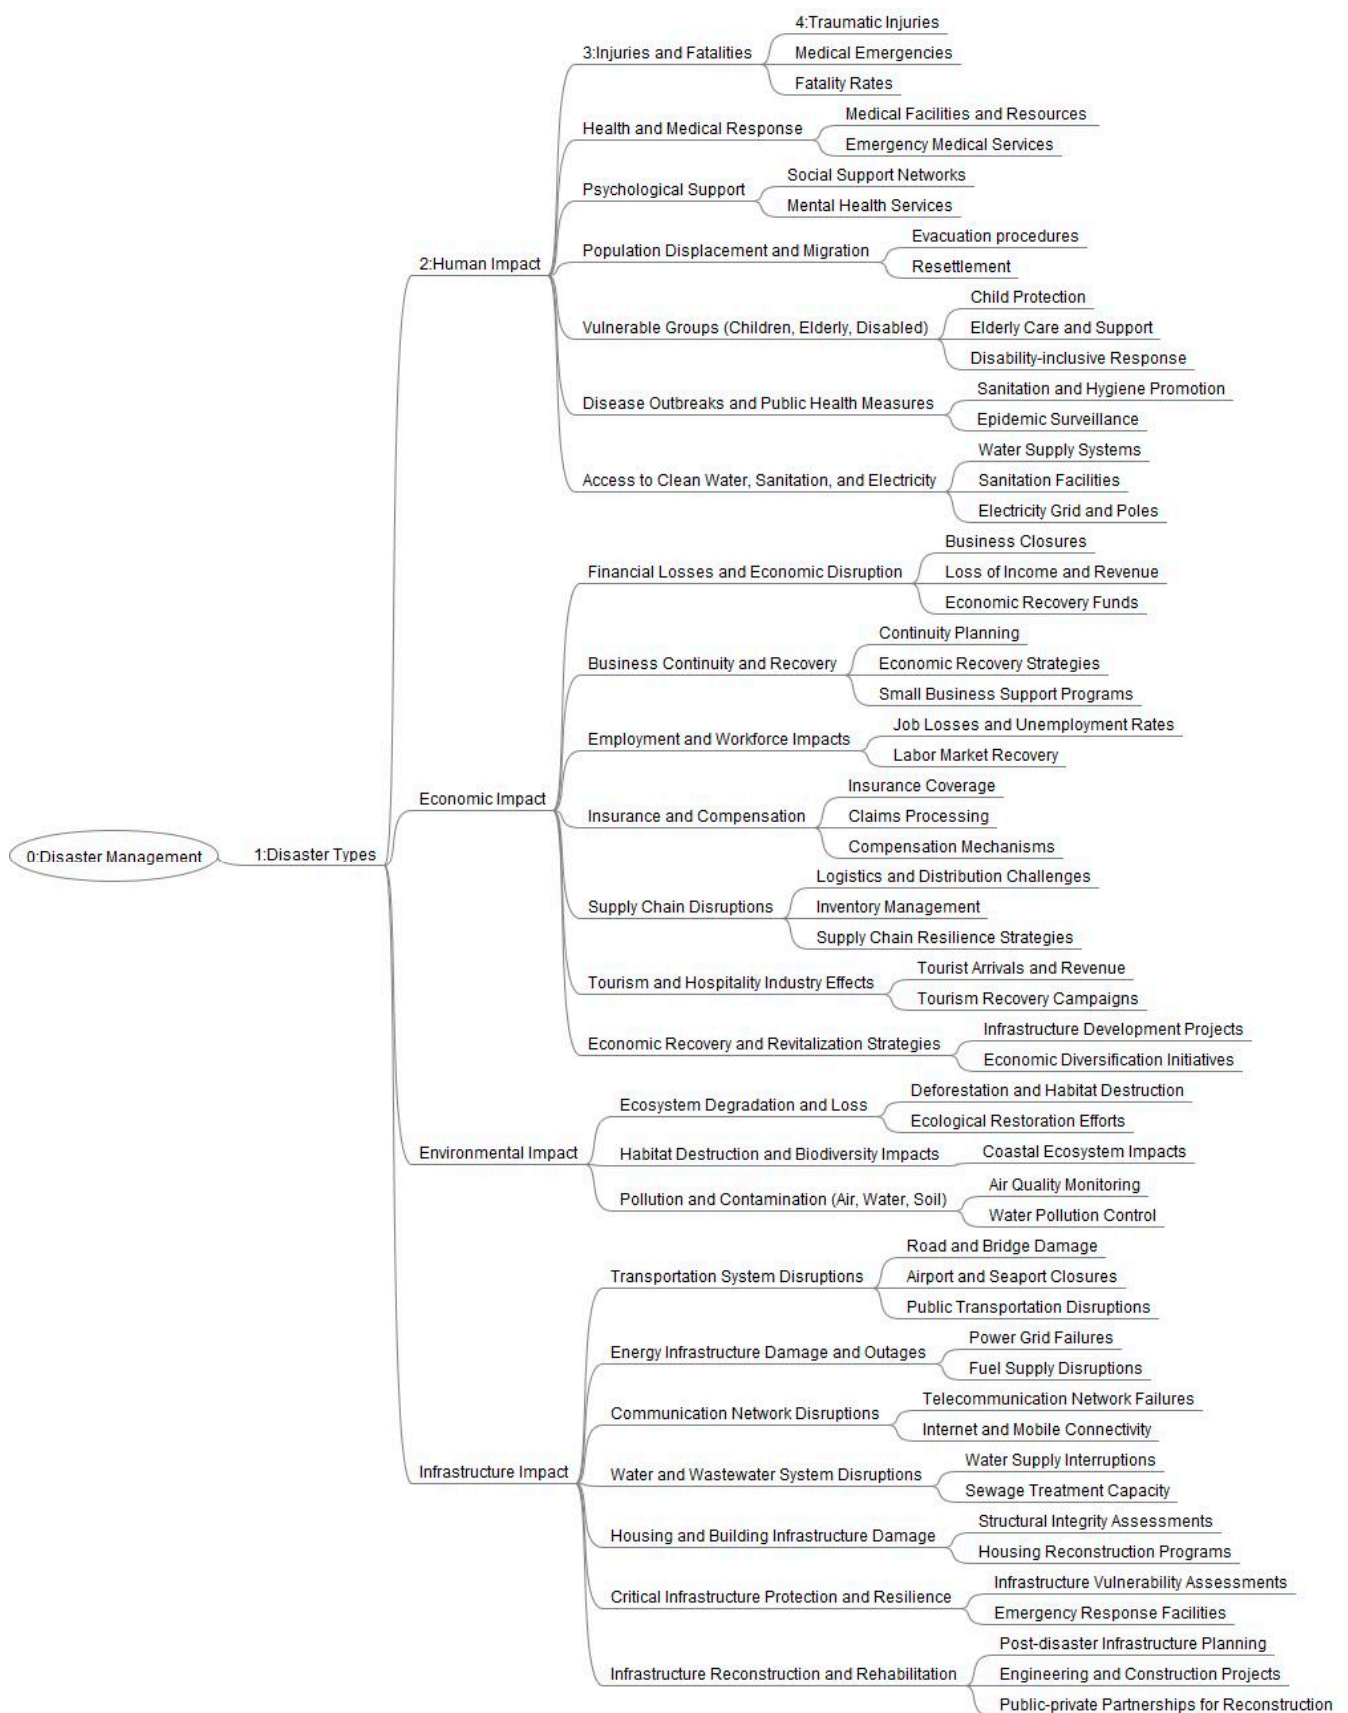 0:Disaster Management
1:Disaster Types
2:Human Impact
3:Injuries and Fatalities
4:Traumatic Injuries
Medical Emergencies
Fatality Rates
Health and Medical Response
Medical Facilities and Resources
Emergency Medical Services
Psychological Support
Social Support Networks
Mental Health Services
Population Displacement and Migration
Evacuation procedures
Resettlement
Vulnerable Groups (Children, Elderly, Disabled)
Child Protection
Elderly Care and Support
Disability-inclusive Response
Disease Outbreaks and Public Health Measures
Sanitation and Hygiene Promotion
Epidemic Surveillance
Access to Clean Water, Sanitation, and Electricity
Water Supply Systems
Sanitation Facilities
Electricity Grid and Poles
Economic Impact
Financial Losses and Economic Disruption
Business Closures
Loss of Income and Revenue
Economic Recovery Funds
Business Continuity and Recovery
Continuity Planning
Economic Recovery Strategies
Small Business Support Programs
Employment and Workforce Impacts
Job Losses and Unemployment Rates
Labor Market Recovery
Insurance and Compensation
Insurance Coverage
Claims Processing
Compensation Mechanisms
Supply Chain Disruptions
Logistics and Distribution Challenges
Inventory Management
Supply Chain Resilience Strategies
Tourism and Hospitality Industry Effects
Tourist Arrivals and Revenue
Tourism Recovery Campaigns
Economic Recovery and Revitalization Strategies
Infrastructure Development Projects
Economic Diversification Initiatives
Environmental Impact
Ecosystem Degradation and Loss
Deforestation and Habitat Destruction
Ecological Restoration Efforts
Habitat Destruction and Biodiversity Impacts
Coastal Ecosystem Impacts
Pollution and Contamination (Air, Water, Soil)
Air Quality Monitoring
Water Pollution Control
Infrastructure Impact
Transportation System Disruptions
Road and Bridge Damage
Airport and Seaport Closures
Public Transportation Disruptions
Energy Infrastructure Damage and Outages
Power Grid Failures
Fuel Supply Disruptions
Communication Network Disruptions
Telecommunication Network Failures
Internet and Mobile Connectivity
Water and Wastewater System Disruptions
Water Supply Interruptions
Sewage Treatment Capacity
Housing and Building Infrastructure Damage
Structural Integrity Assessments
Housing Reconstruction Programs
Critical Infrastructure Protection and Resilience
Infrastructure Vulnerability Assessments
Emergency Response Facilities
Infrastructure Reconstruction and Rehabilitation
Post-disaster Infrastructure Planning
Engineering and Construction Projects
Public-private Partnerships for Reconstruction